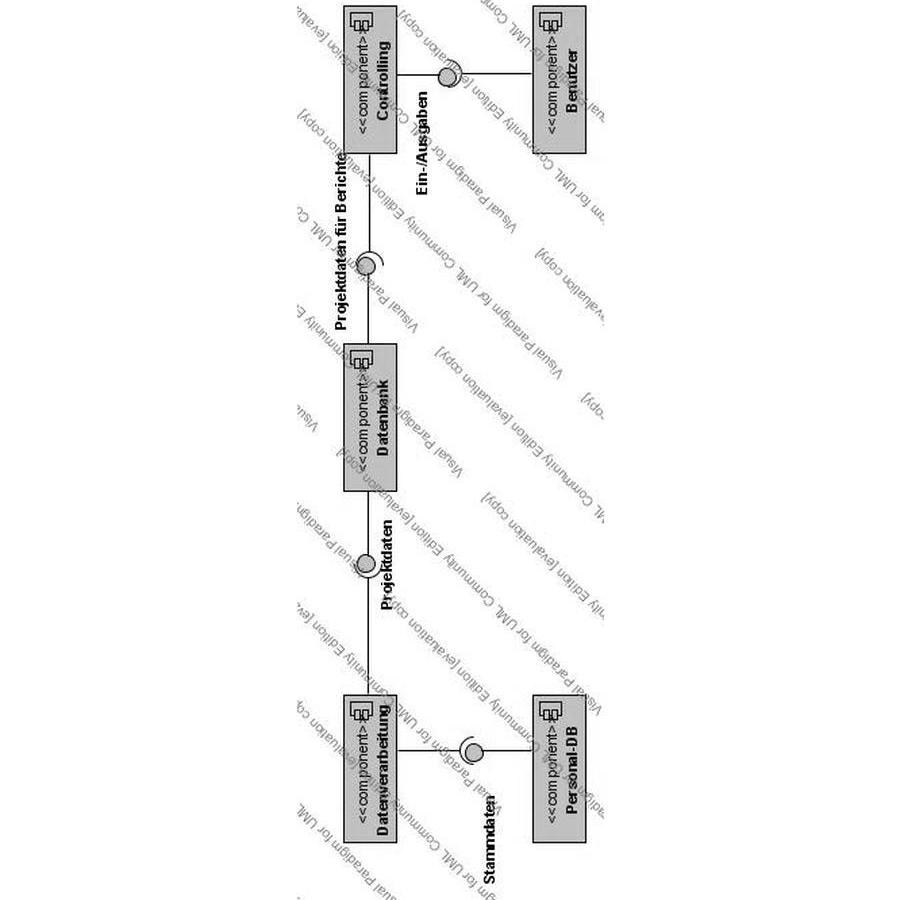 <<component>>
Datenverarbeitung
Stammdaten
<<component>>
Personal-DB
Projektdaten
<<component>>
Datenbank
Projektdaten für Berichte
<<component>>
Controlling
Ein-/Ausgaben
<<component>>
Benutzer
Visual Paradigm for UML Community Edition [evaluation copy]